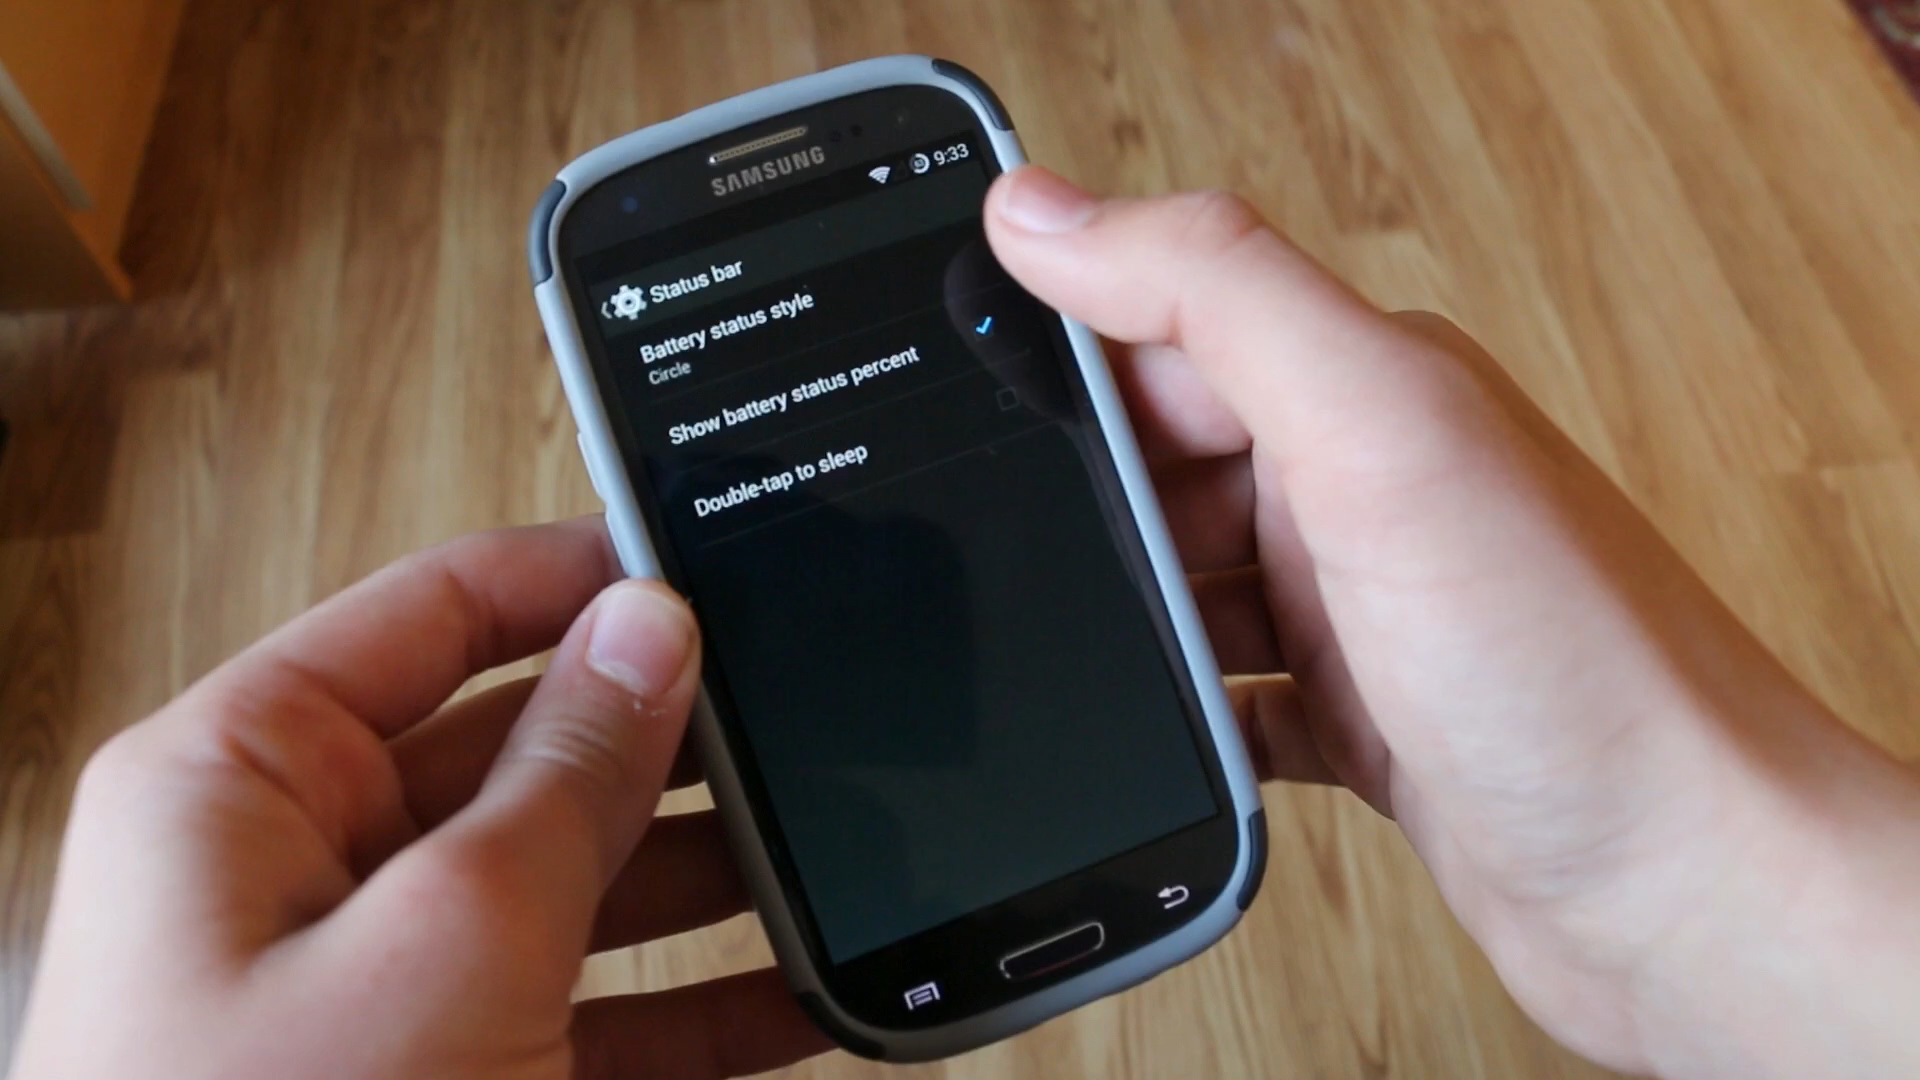 SAMSUNG
9:33
Status bar
Battery status style
Circle
Show battery status percent
Double-tap to sleep